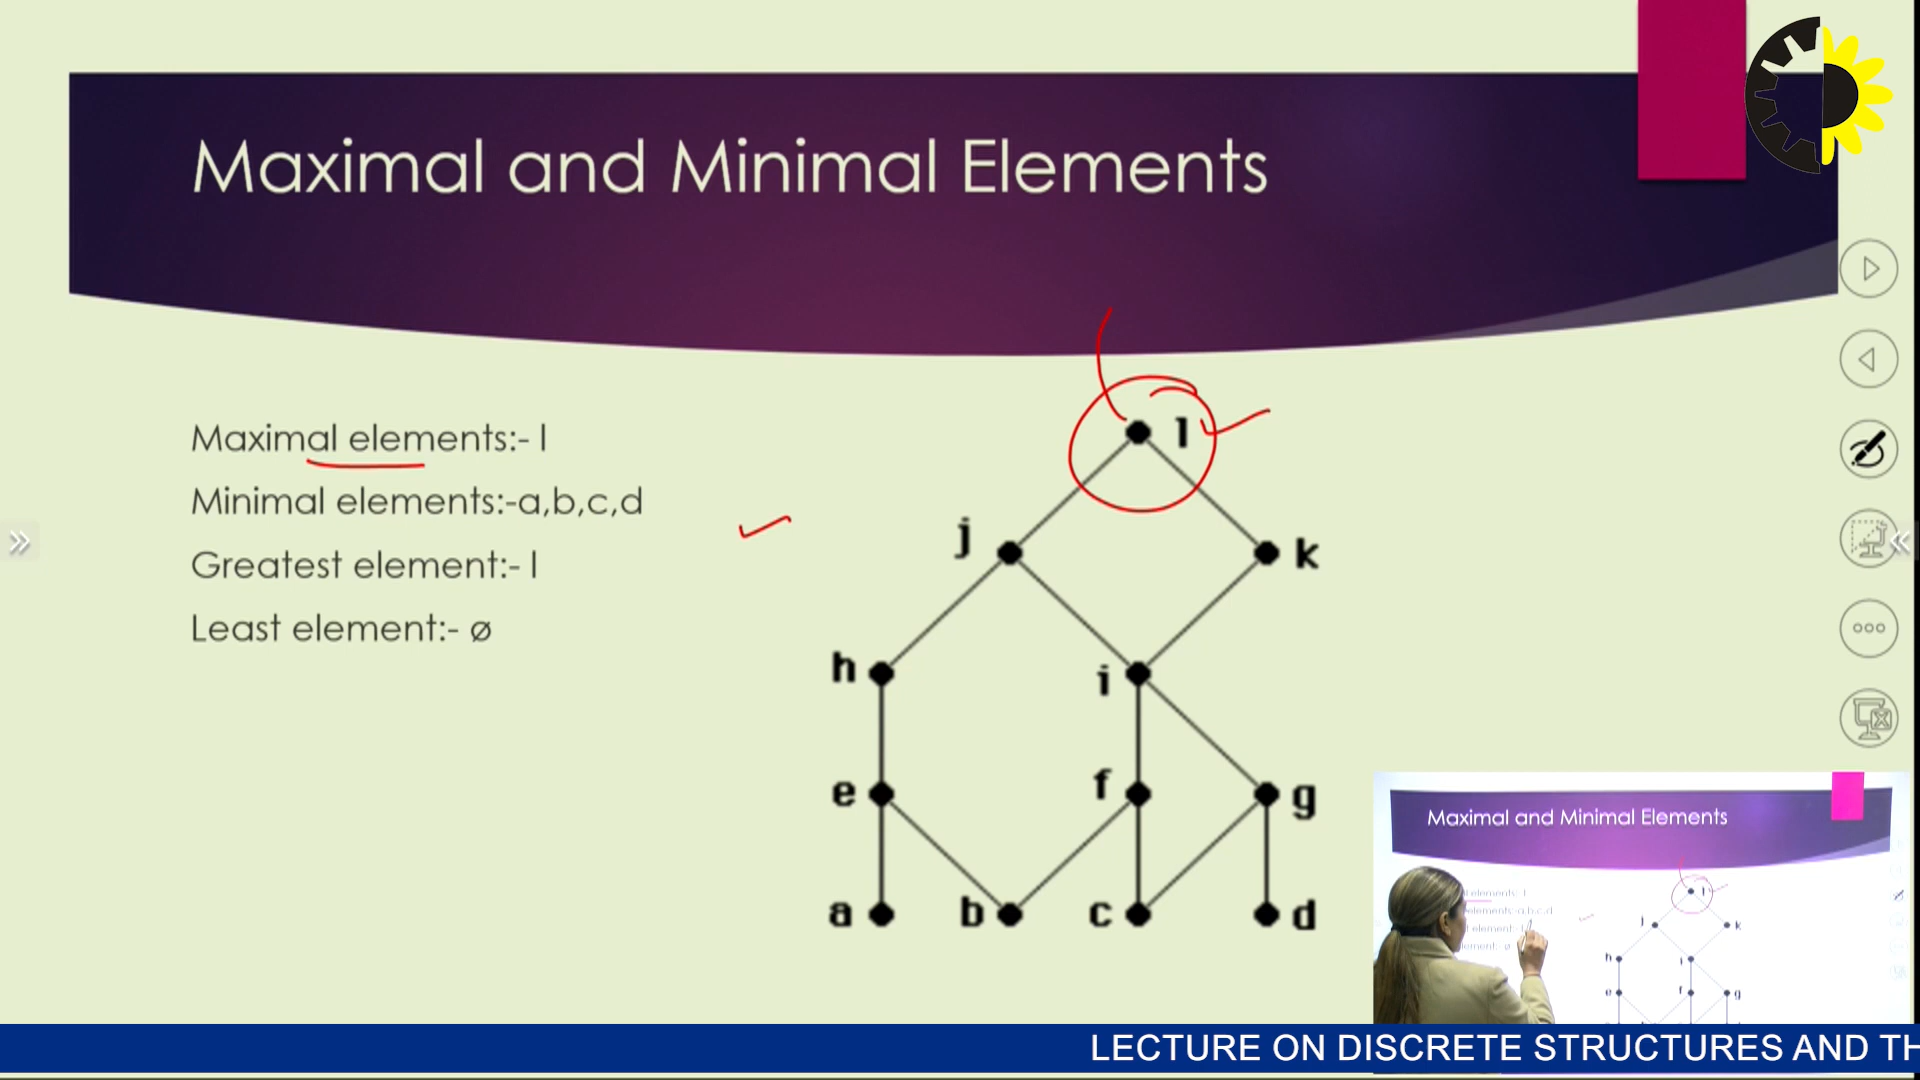 Maximal and Minimal Elements
Maximal elements:- l
Minimal elements:-a,b,c,d
Greatest element:- l
Least element:- ø
l
j
k
h
i
e
f
g
a
b
c
d
Maximal and Minimal Elements
elements:-a,b,c,d
j
k
h
i
e
f
g
LECTURE ON DISCRETE STRUCTURES AND TH